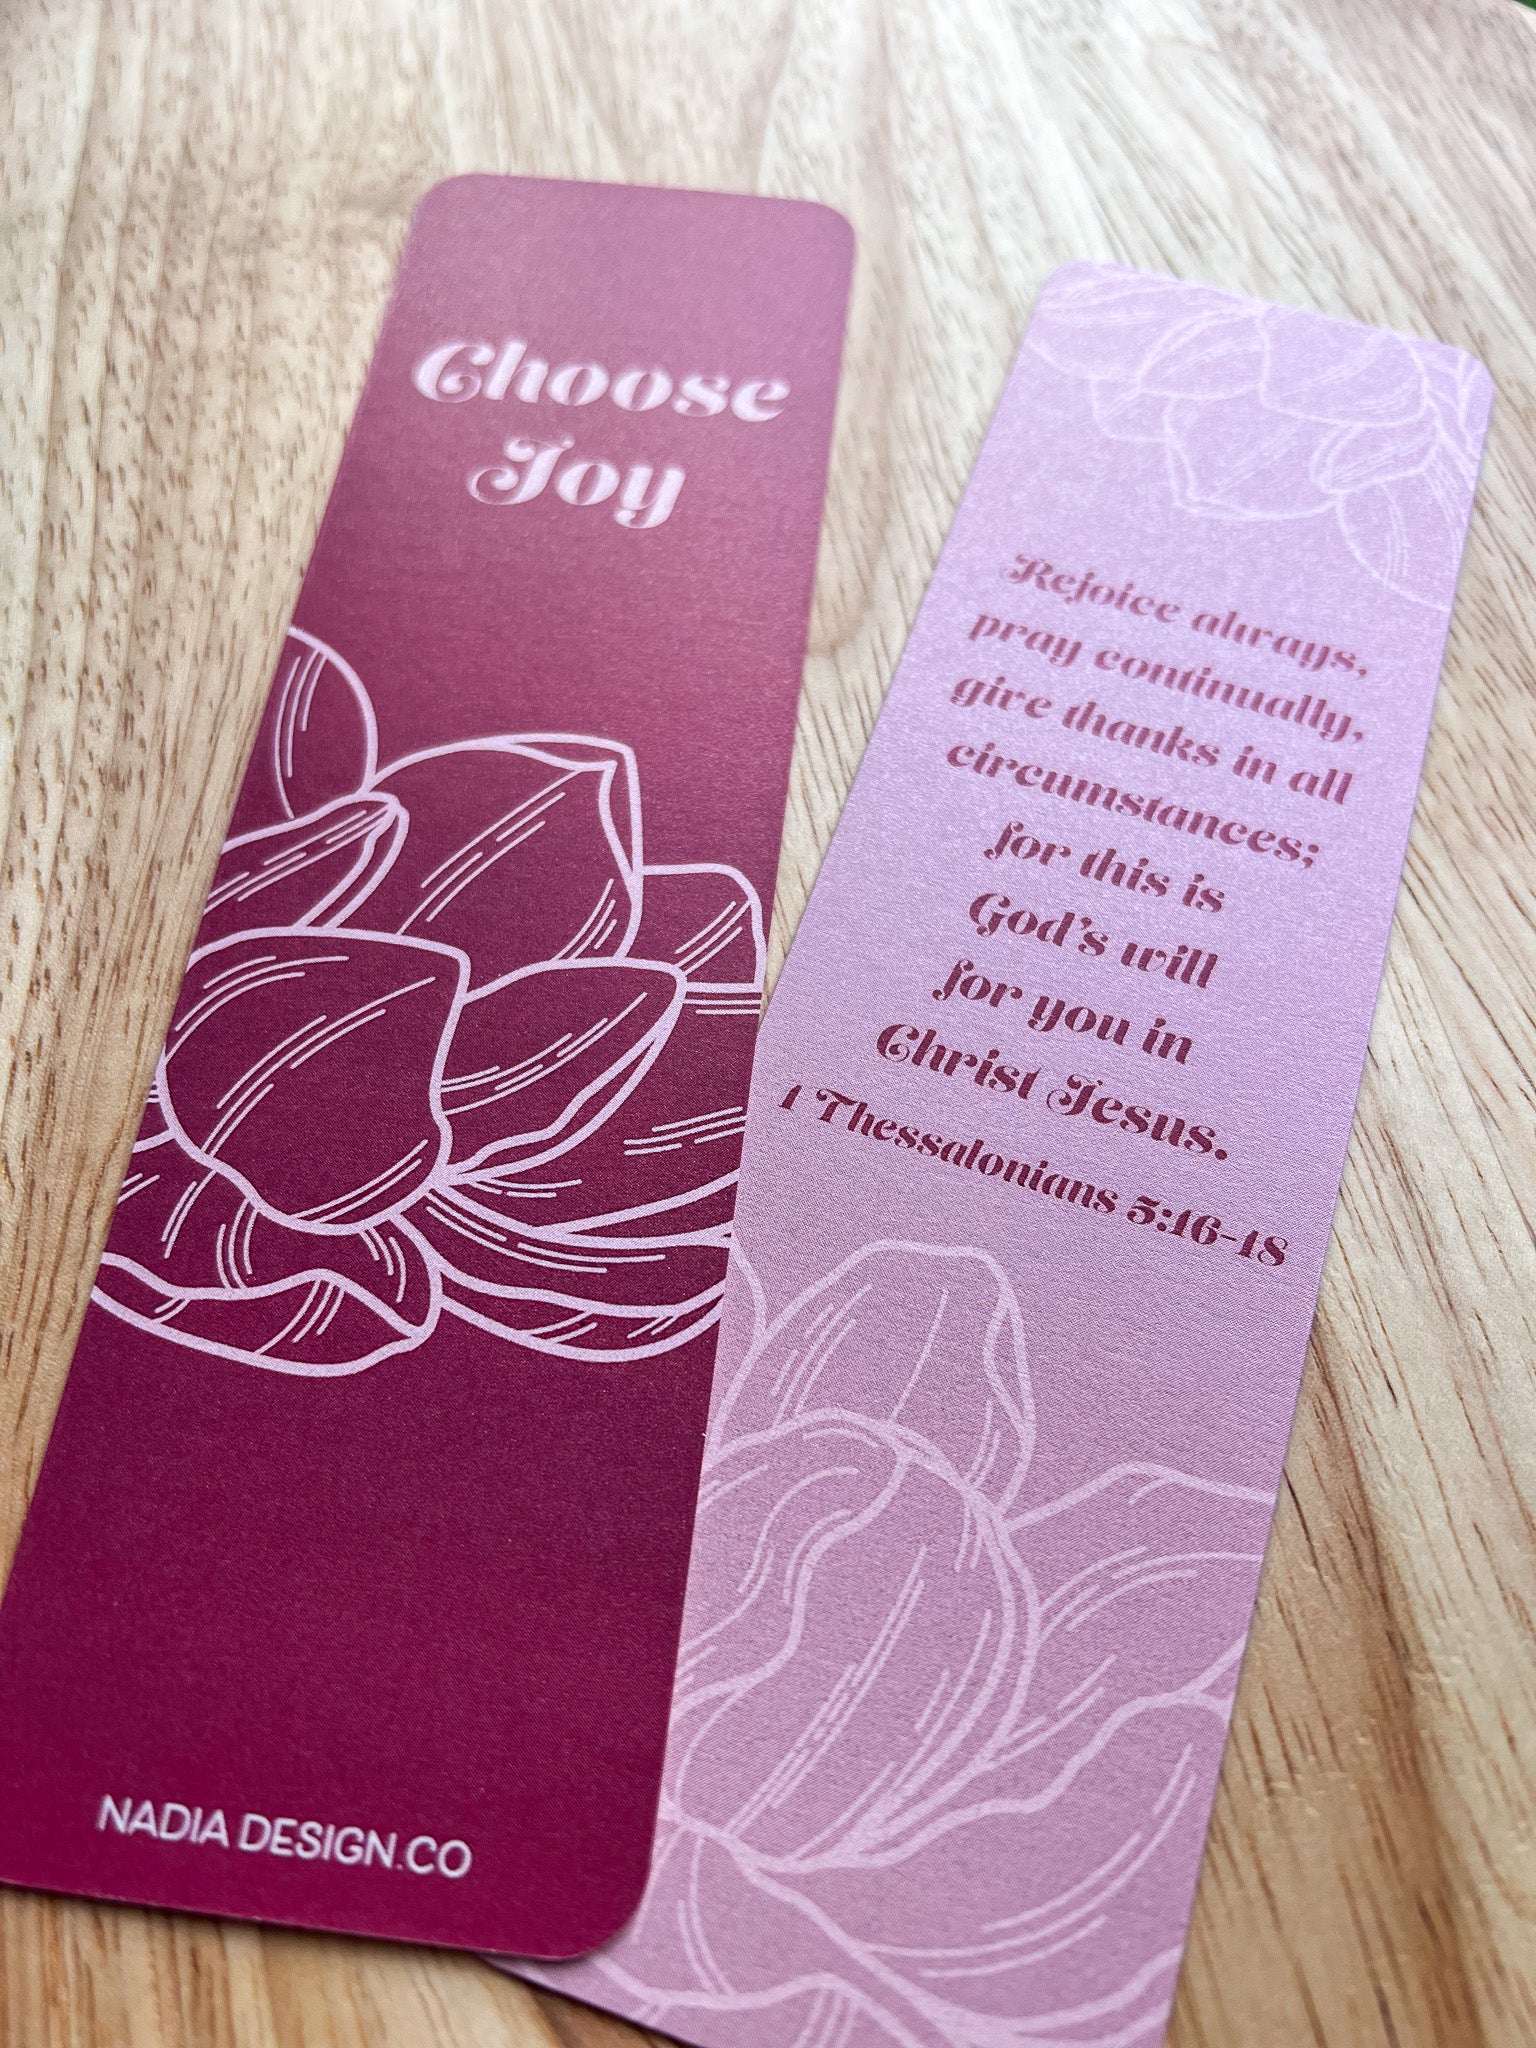 Choose
Joy
NADIA DESIGN.CO
Rejoice always,
pray continually,
give thanks in all
circumstances;
for this is
God's will
for you in
Christ Jesus.
1 Thessalonians 5:16-18